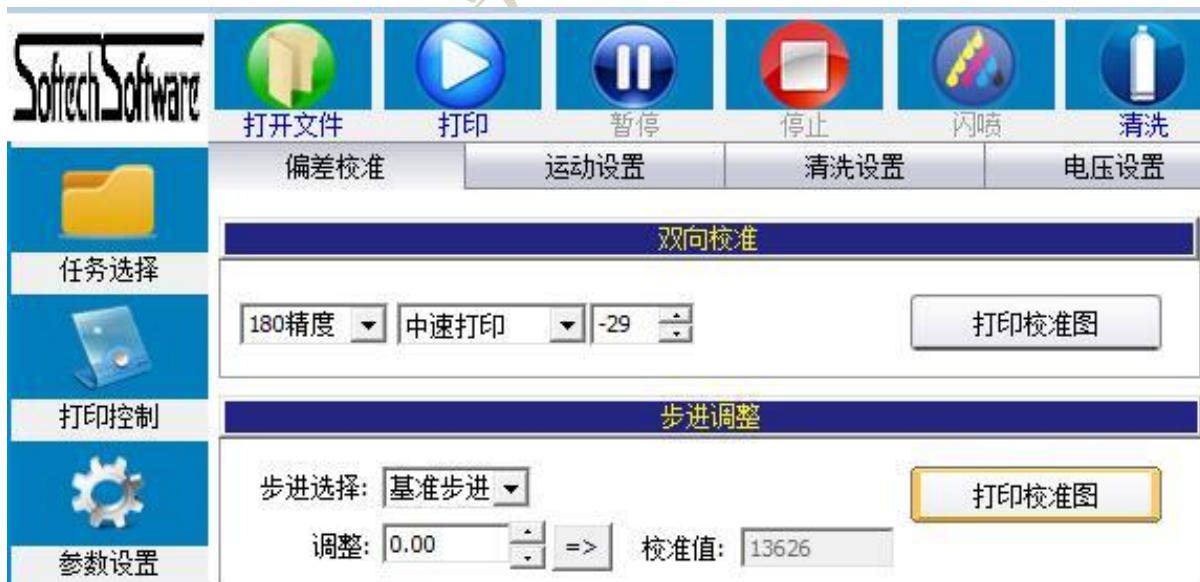 Softech Software
打开文件 打印 暂停 停止 闪喷 清洗
偏差校准 运动设置 清洗设置 电压设置
任务选择
打印控制
参数设置
双向校准
180精度 中速打印 -29 打印校准图
步进调整
步进选择: 基准步进 打印校准图
调整: 0.00 => 校准值: 13626